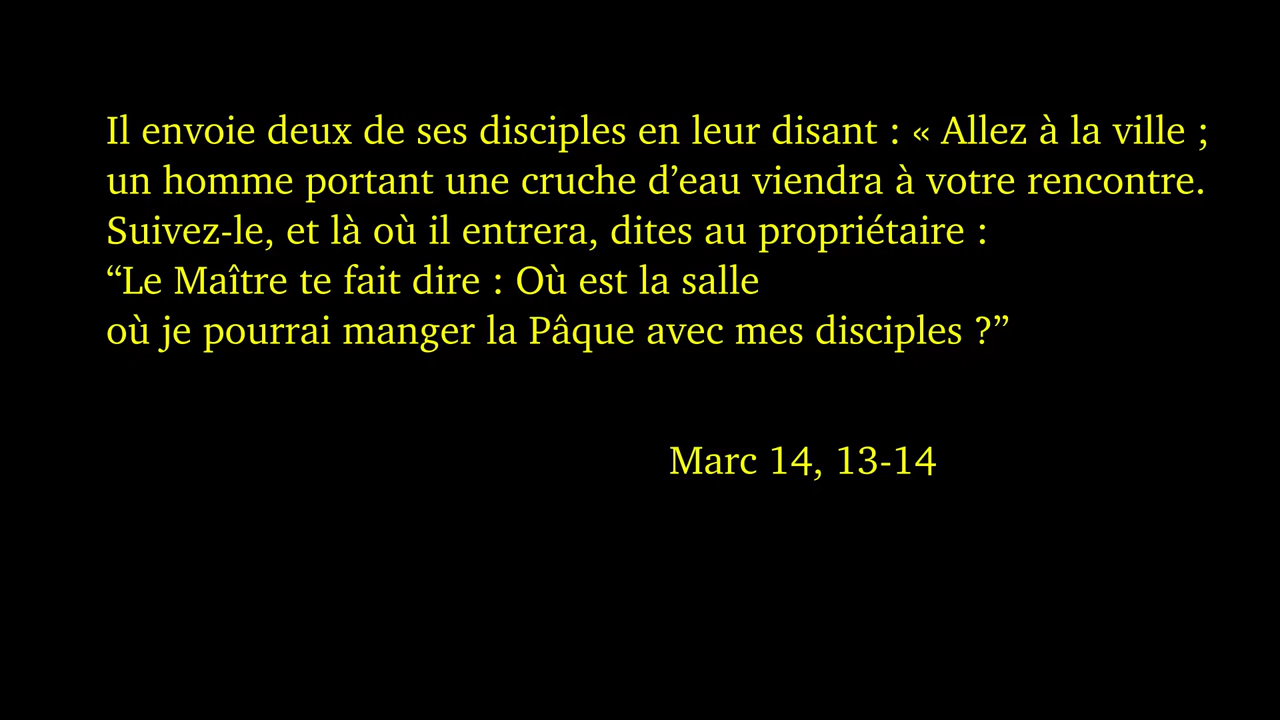 Il envoie deux de ses disciples en leur disant : « Allez à la ville ;
un homme portant une cruche d’eau viendra à votre rencontre.
Suivez-le, et là où il entrera, dites au propriétaire :
“Le Maître te fait dire : Où est la salle
où je pourrai manger la Pâque avec mes disciples ?”
Marc 14, 13-14